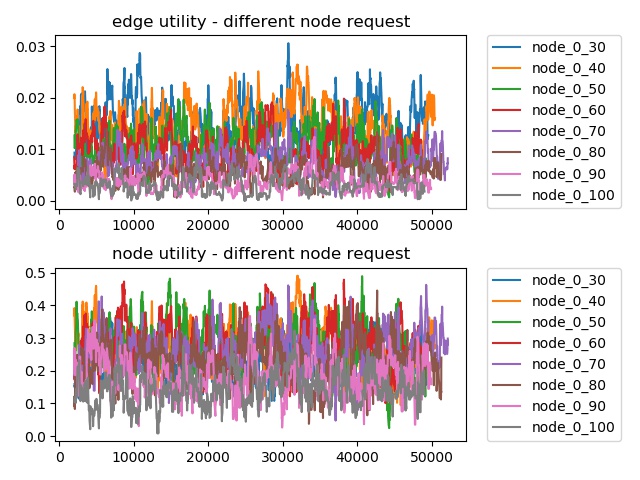 edge utility - different node request
0.03
0.02
0.01
0.00
0 10000 20000 30000 40000 50000
node_0_30
node_0_40
node_0_50
node_0_60
node_0_70
node_0_80
node_0_90
node_0_100
node utility - different node request
0.5
0.4
0.3
0.2
0.1
0.0
0 10000 20000 30000 40000 50000
node_0_30
node_0_40
node_0_50
node_0_60
node_0_70
node_0_80
node_0_90
node_0_100